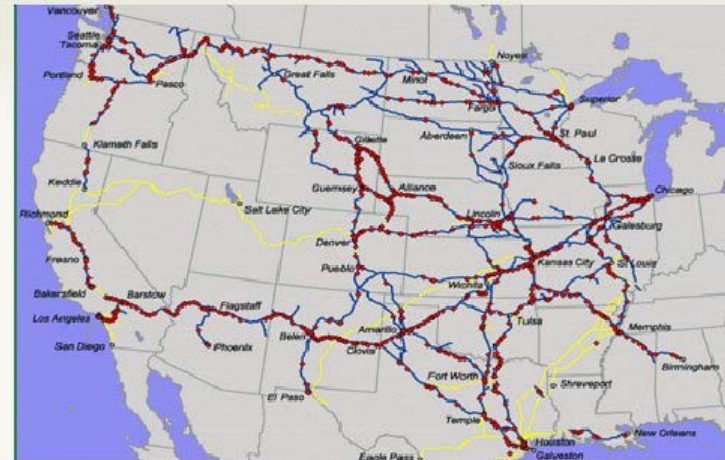 Vancouver
Seattle
Tacoma
Portland
Pasco
Great Falls
Minot
Noyes
Fargo
Superior
Aberdeen
St. Paul
Klamath Falls
Gillette
Sioux Falls
La Crosse
Keddie
Guernsey
Alliance
Chicago
Salt Lake City
Lincoln
Galesburg
Richmond
Denver
Kansas City
St Louis
Fresno
Pueblo
Wichita
Bakersfield
Barstow
Flagstaff
Los Angeles
Amarillo
Tulsa
Memphis
San Diego
Phoenix
Belen
Clovis
Birmingham
Fort Worth
Shreveport
El Paso
Temple
New Orleans
Houston
Galveston
Eagle Pass